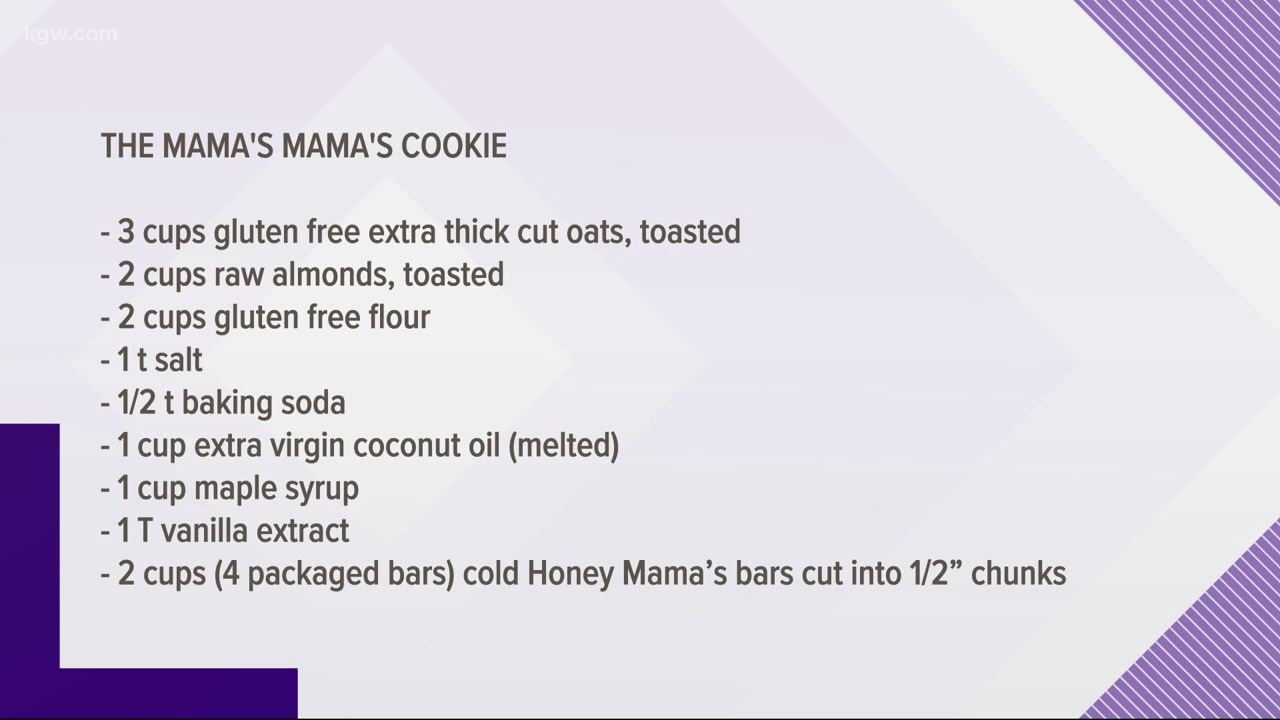 kgw.com
THE MAMA'S MAMA'S COOKIE
- 3 cups gluten free extra thick cut oats, toasted
- 2 cups raw almonds, toasted
- 2 cups gluten free flour
- 1 t salt
- 1/2 t baking soda
- 1 cup extra virgin coconut oil (melted)
- 1 cup maple syrup
- 1 T vanilla extract
- 2 cups (4 packaged bars) cold Honey Mama’s bars cut into 1/2” chunks